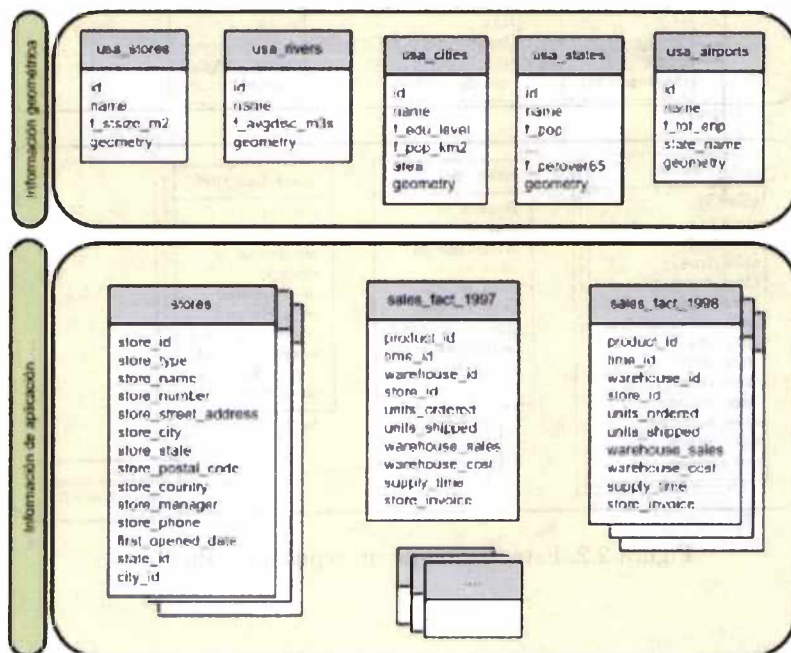 Información geométrica
usa_stores
id
name
f_stsize_m2
geometry
usa_rivers
id
name
f_avgdisc_m3s
geometry
usa_cities
id
name
f_edu_level
f_pop_km2
area
geometry
usa_states
id
name
f_pop
...
f_perover65
geometry
usa_airports
id
name
f_tot_enp
state_name
geometry
Información de aplicación
stores
store_id
store_type
store_name
store_number
store_street_address
store_city
store_state
store_postal_code
store_country
store_manager
store_phone
first_opened_date
state_id
city_id
sales_fact_1997
product_id
time_id
warehouse_id
store_id
units_ordered
units_shipped
warehouse_sales
warehouse_cost
supply_time
store_invoice
sales_fact_1998
product_id
time_id
warehouse_id
store_id
units_ordered
units_shipped
warehouse_sales
warehouse_cost
supply_time
store_invoice
....